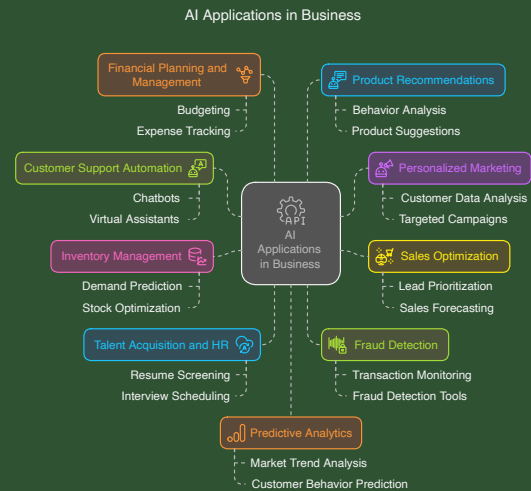 AI Applications in Business
Financial Planning and
Management
Budgeting
Expense Tracking
Product Recommendations
Behavior Analysis
Product Suggestions
Customer Support Automation
A
Chatbots
Virtual Assistants
Personalized Marketing
Customer Data Analysis
Targeted Campaigns
API
AI
Applications
in Business
Inventory Management
Demand Prediction
Stock Optimization
Sales Optimization
Lead Prioritization
Sales Forecasting
Talent Acquisition and HR
Resume Screening
Interview Scheduling
Fraud Detection
Transaction Monitoring
Fraud Detection Tools
Predictive Analytics
Market Trend Analysis
Customer Behavior Prediction